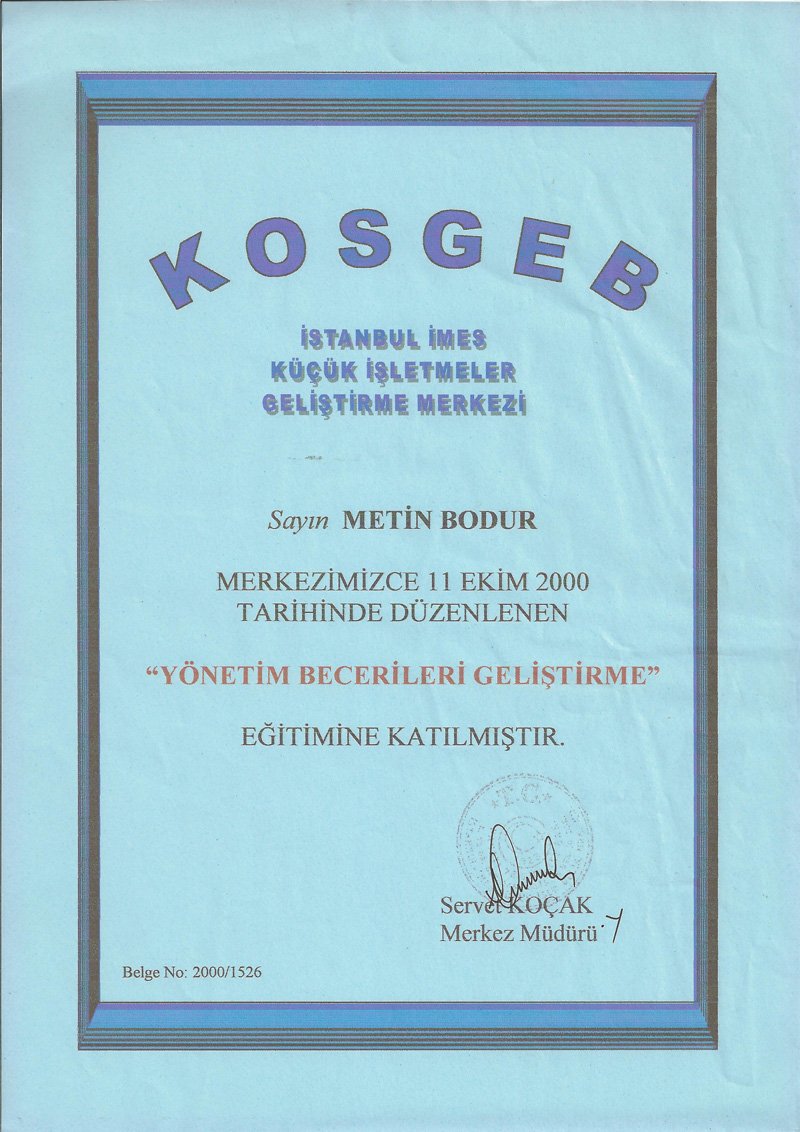 KOSGEB
İSTANBUL İMES
KÜÇÜK İŞLETMELER
GELİŞTİRME MERKEZİ
Sayın METİN BODUR
MERKEZİMİZCE 11 EKİM 2000
TARİHİNDE DÜZENLENEN
“YÖNETİM BECERİLERİ GELİŞTİRME”
EĞİTİMİNE KATILMIŞTIR.
T.C.
Servet KOÇAK
Merkez Müdürü
Belge No: 2000/1526